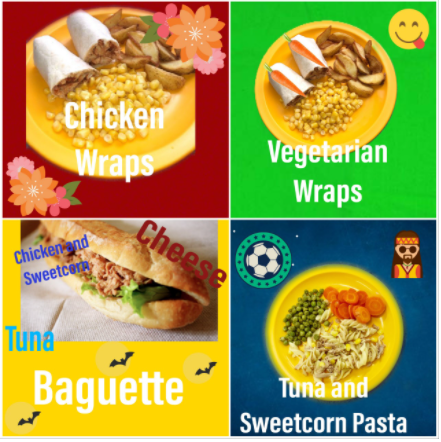 Chicken
Wraps
Vegetarian
Wraps
Chicken and
Sweetcorn
Cheese
Tuna
Baguette
Tuna and
Sweetcorn Pasta